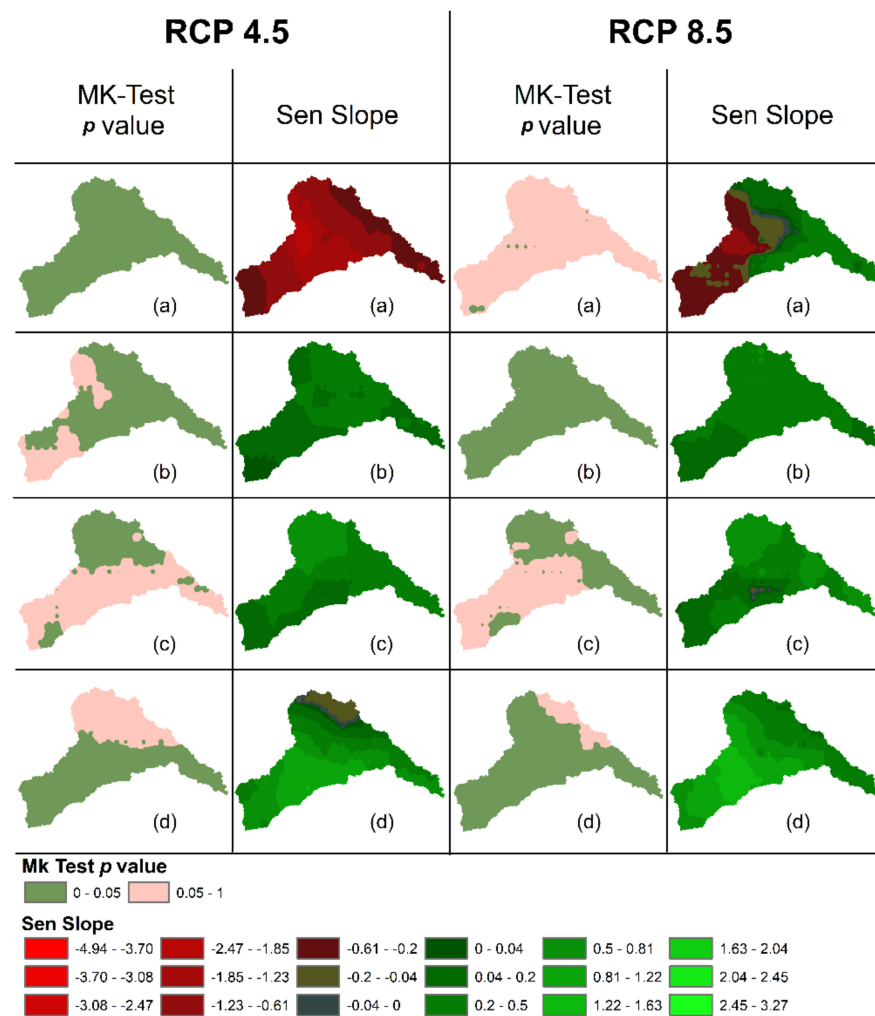 RCP 4.5 RCP 8.5
MK-Test
p value
Sen Slope
MK-Test
p value
Sen Slope
(a) (a) (a) (a)
(b) (b) (b) (b)
(c) (c) (c) (c)
(d) (d) (d) (d)
Mk Test p value
0 - 0.05 0.05 - 1
Sen Slope
-4.94 - -3.70 -2.47 - -1.85 -0.61 - -0.2 0 - 0.04 0.5 - 0.81 1.63 - 2.04
-3.70 - -3.08 -1.85 - -1.23 -0.2 - -0.04 0.04 - 0.2 0.81 - 1.22 2.04 - 2.45
-3.08 - -2.47 -1.23 - -0.61 -0.04 - 0 0.2 - 0.5 1.22 - 1.63 2.45 - 3.27